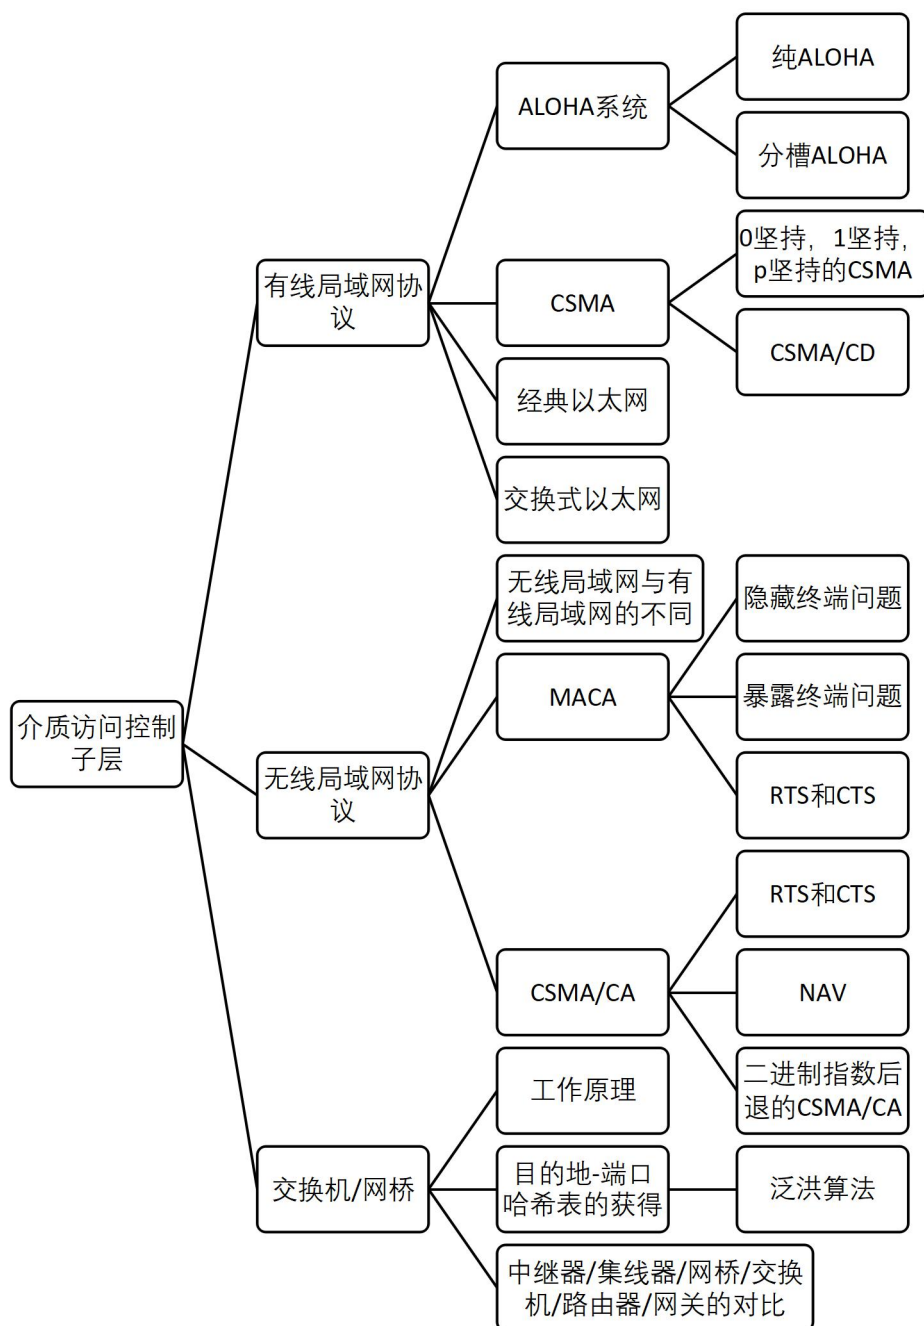 纯ALOHA
ALOHA系统
分槽ALOHA
0坚持，1坚持，
p坚持的CSMA
有线局域网协
议
CSMA
CSMA/CD
经典以太网
交换式以太网
无线局域网与有
线局域网的不同
隐藏终端问题
MACA
暴露终端问题
介质访问控制
子层
无线局域网协
议
RTS和CTS
RTS和CTS
CSMA/CA
NAV
二进制指数后
退的CSMA/CA
工作原理
交换机/网桥
目的地-端口
哈希表的获得
泛洪算法
中继器/集线器/网桥/交换
机/路由器/网关的对比